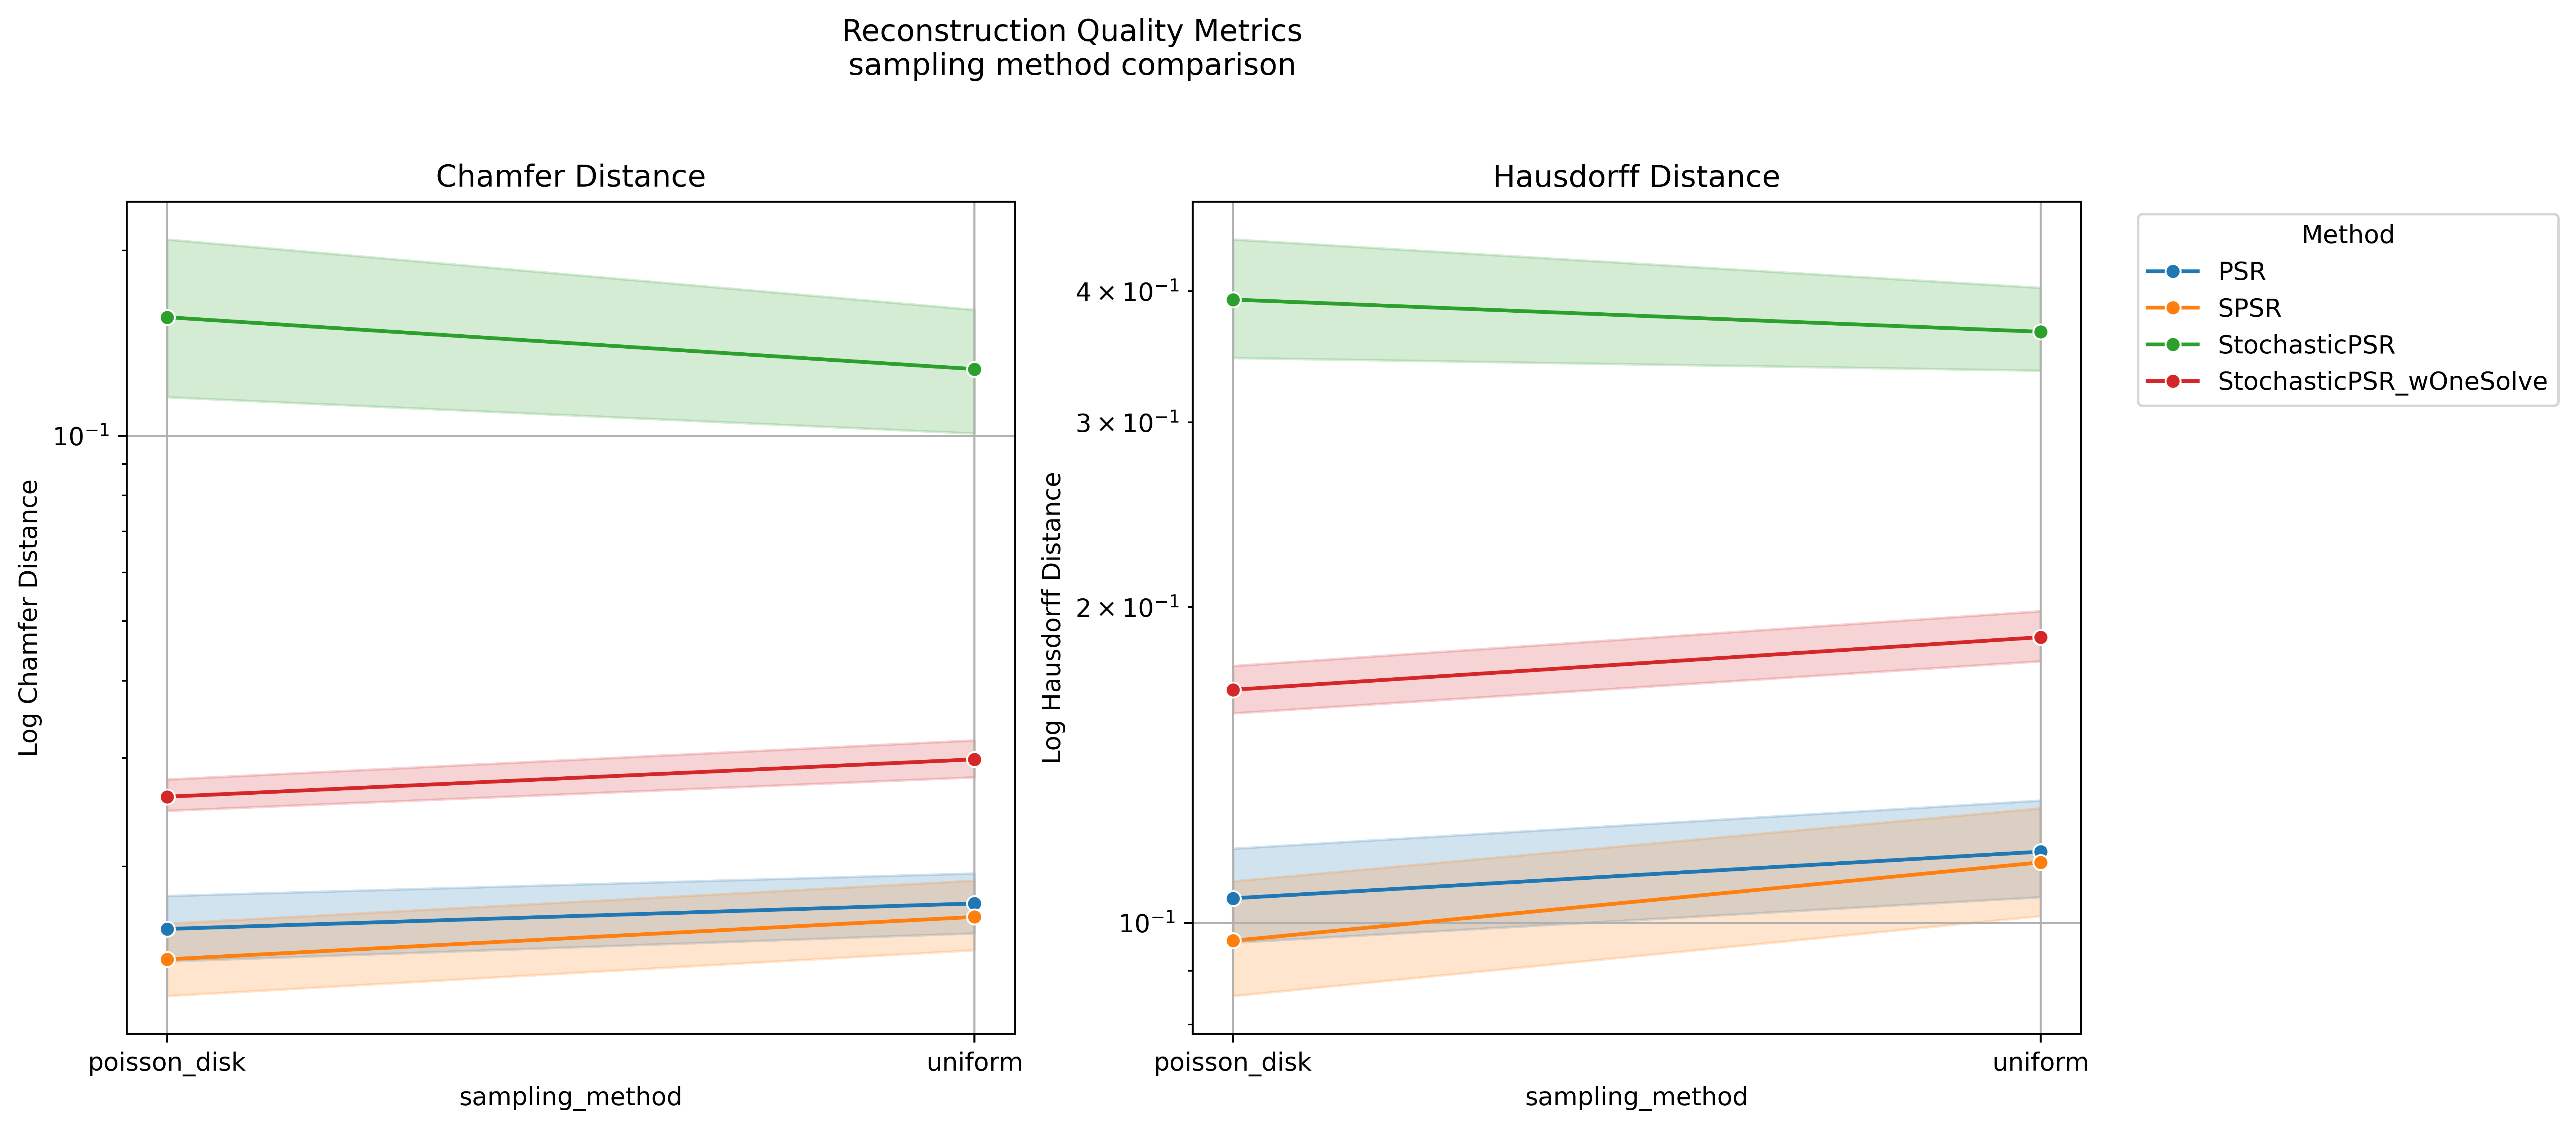 Reconstruction Quality Metrics
sampling method comparison
Chamfer Distance
Log Chamfer Distance
10⁻¹
poisson_disk
uniform
sampling_method
Hausdorff Distance
Log Hausdorff Distance
4 × 10⁻¹
3 × 10⁻¹
2 × 10⁻¹
10⁻¹
poisson_disk
uniform
sampling_method
Method
PSR
SPSR
StochasticPSR
StochasticPSR_wOneSolve